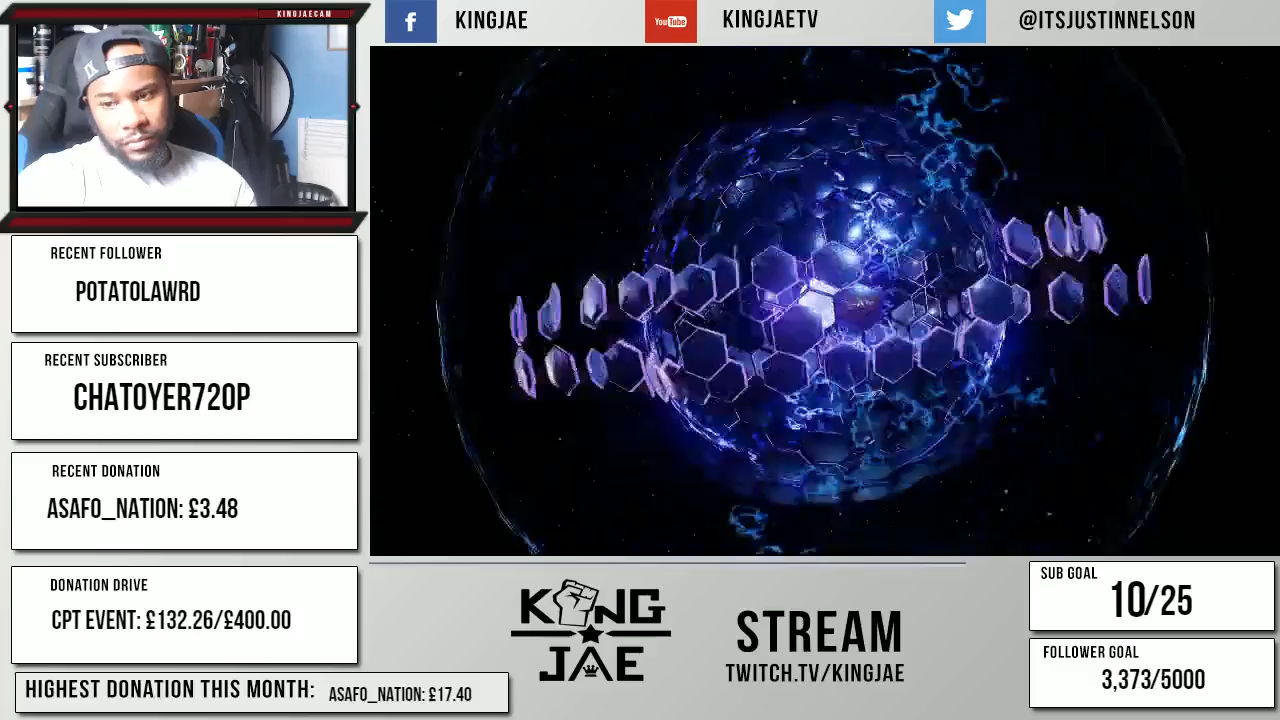 KINGJAECAM
KINGJAE
YouTube
KINGJAETV
@ITSJUSTINNELSON
RECENT FOLLOWER
POTATOLAWRD
RECENT SUBSCRIBER
CHATOYER720P
RECENT DONATION
ASAFO_NATION: £3.48
DONATION DRIVE
CPT EVENT: £132.26/£400.00
HIGHEST DONATION THIS MONTH: ASAFO_NATION: £17.40
KING
JAE
STREAM
TWITCH.TV/KINGJAE
SUB GOAL
10/25
FOLLOWER GOAL
3,373/5000